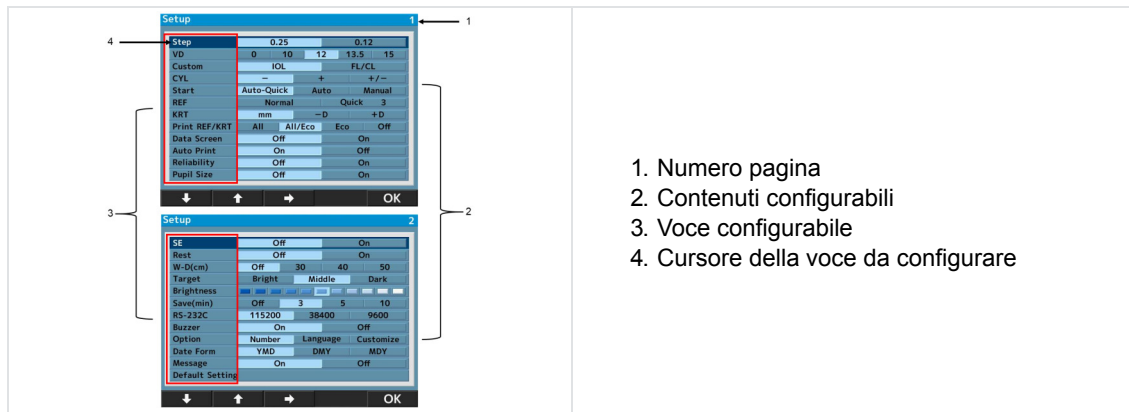 Setup 1
1
4
Step 0.25 0.12
VD 0 10 12 13.5 15
Custom IOL FL/CL
CYL − + +/−
Start Auto-Quick Auto Manual
REF Normal Quick 3
KRT mm −D +D
Print REF/KRT All All/Eco Eco Off
Data Screen Off On
Auto Print On Off
Reliability Off On
Pupil Size Off On
OK
3
2
Setup 2
SE Off On
Rest Off On
W-D(cm) Off 30 40 50
Target Bright Middle Dark
Brightness
Save(min) Off 3 5 10
RS-232C 115200 38400 9600
Buzzer On Off
Option Number Language Customize
Date Form YMD DMY MDY
Message On Off
Default Setting
OK
1. Numero pagina
2. Contenuti configurabili
3. Voce configurabile
4. Cursore della voce da configurare